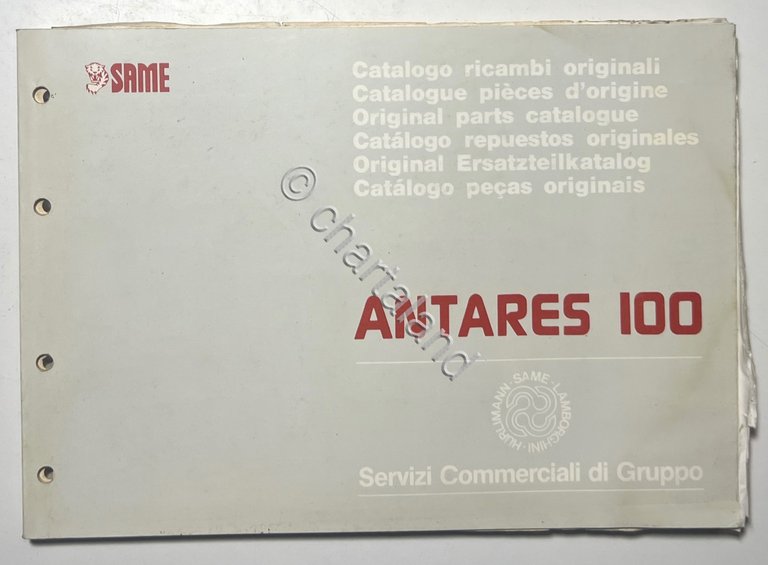 SAME
Catalogo ricambi originali
Catalogue pièces d'origine
Original parts catalogue
Catálogo repuestos originales
Original Ersatzteilkatalog
Catálogo peças originais
© chartaland
ANTARES 100
HURLIMANN · SAME · LAMBORGHINI ·
Servizi Commerciali di Gruppo